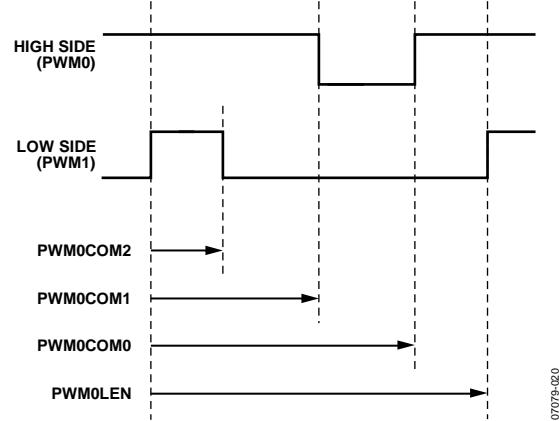 HIGH SIDE
(PWM0)
LOW SIDE
(PWM1)
PWM0COM2
PWM0COM1
PWM0COM0
PWM0LEN
07079-020